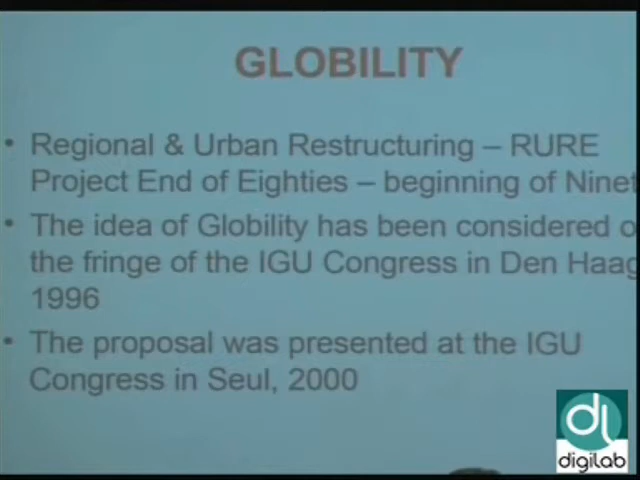 GLOBILITY
• Regional & Urban Restructuring – RURE
Project End of Eighties – beginning of Ninet
• The idea of Globility has been considered o
the fringe of the IGU Congress in Den Haag
1996
• The proposal was presented at the IGU
Congress in Seul, 2000
dl
digilab